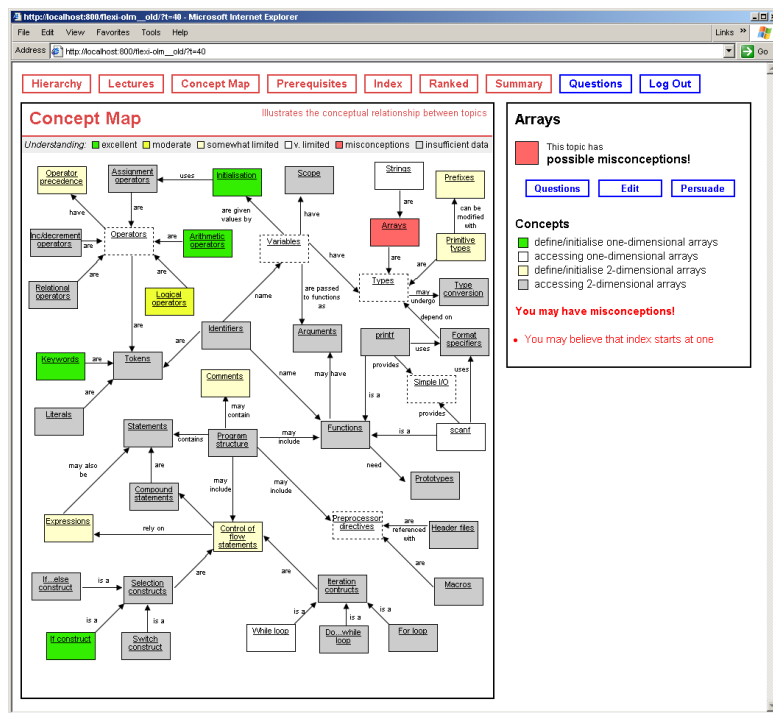 http://localhost:800/flexi-olm__old/?t=40 - Microsoft Internet Explorer
File Edit View Favorites Tools Help Links »
Address http://localhost:800/flexi-olm__old/?t=40 Go
Hierarchy Lectures Concept Map Prerequisites Index Ranked Summary Questions Log Out
Concept Map
Illustrates the conceptual relationship between topics
Understanding: excellent moderate somewhat limited v. limited misconceptions insufficient data
Operator
precedence
Assignment
operators
uses
Initialisation
Scope
Strings
Prefixes
have
are
are given
values by
have
are
can be
modified
with
Inc/decrement
operators
are
Operators
are
Arithmetic
operators
Variables
have
Arrays
are
are
Primitive
types
Relational
operators
are
are
Logical
operators
are
name
are passed
to functions
as
Types
may
undergo
Type
conversion
depend on
Identifiers
Arguments
printf
uses
Format
specifiers
Keywords
are
Tokens
are
are
Literals
Comments
may
contain
name
may have
provides
is a
Simple I/O
provides
uses
Statements
contains
Program
structure
may
include
Functions
is a
scanf
may also
be
are
Compound
statements
may
include
may
include
need
Prototypes
Expressions
rely on
Control of
flow
statements
Preprocessor
directives
are
referenced
with
Header files
If...else
construct
is a
Selection
constructs
are
are
Iteration
contructs
are
Macros
is a
is a
If construct
Switch
construct
is a
is a
is a
While loop
Do...while
loop
For loop
Arrays
This topic has
possible misconceptions!
Questions Edit Persuade
Concepts
define/initialise one-dimensional arrays
accessing one-dimensional arrays
define/initialise 2-dimensional arrays
accessing 2-dimensional arrays
You may have misconceptions!
• You may believe that index starts at one